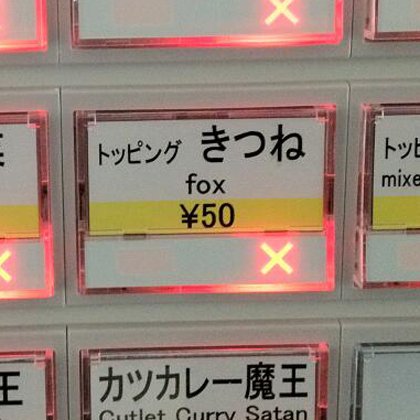 トッピング きつね
fox
¥50
トッピ
mixe
カツカレー魔王
Cutlet Curry Satan
王